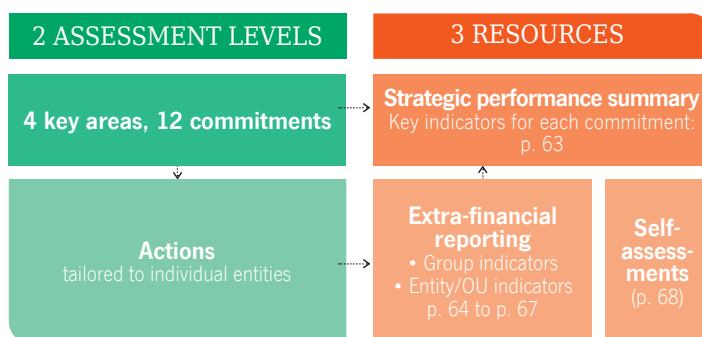 2 ASSESSMENT LEVELS
4 key areas, 12 commitments
Actions
tailored to individual entities
3 RESOURCES
Strategic performance summary
Key indicators for each commitment:
p. 63
Extra-financial
reporting
• Group indicators
• Entity/OU indicators
p. 64 to p. 67
Self-
assess-
ments
(p. 68)